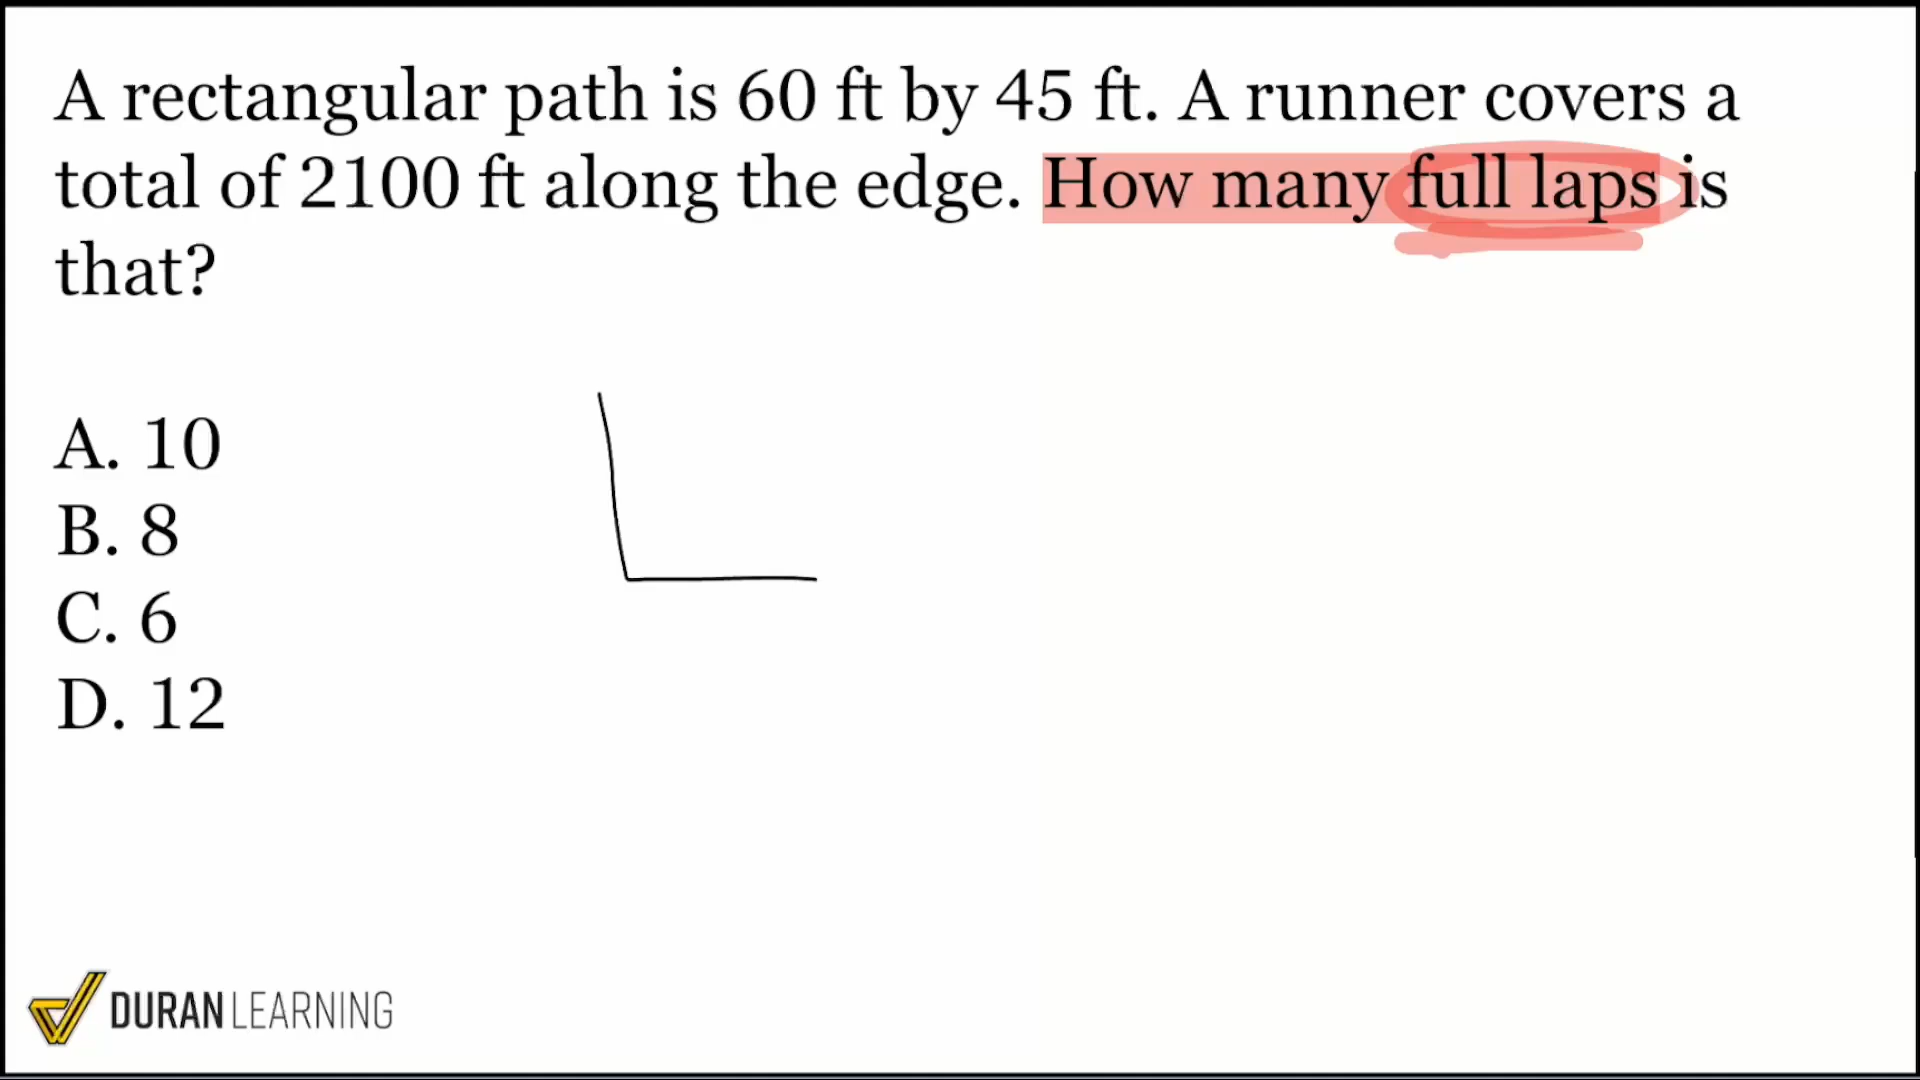 A rectangular path is 60 ft by 45 ft. A runner covers a
total of 2100 ft along the edge. How many full laps is
that?
A. 10
B. 8
C. 6
D. 12
DURAN LEARNING